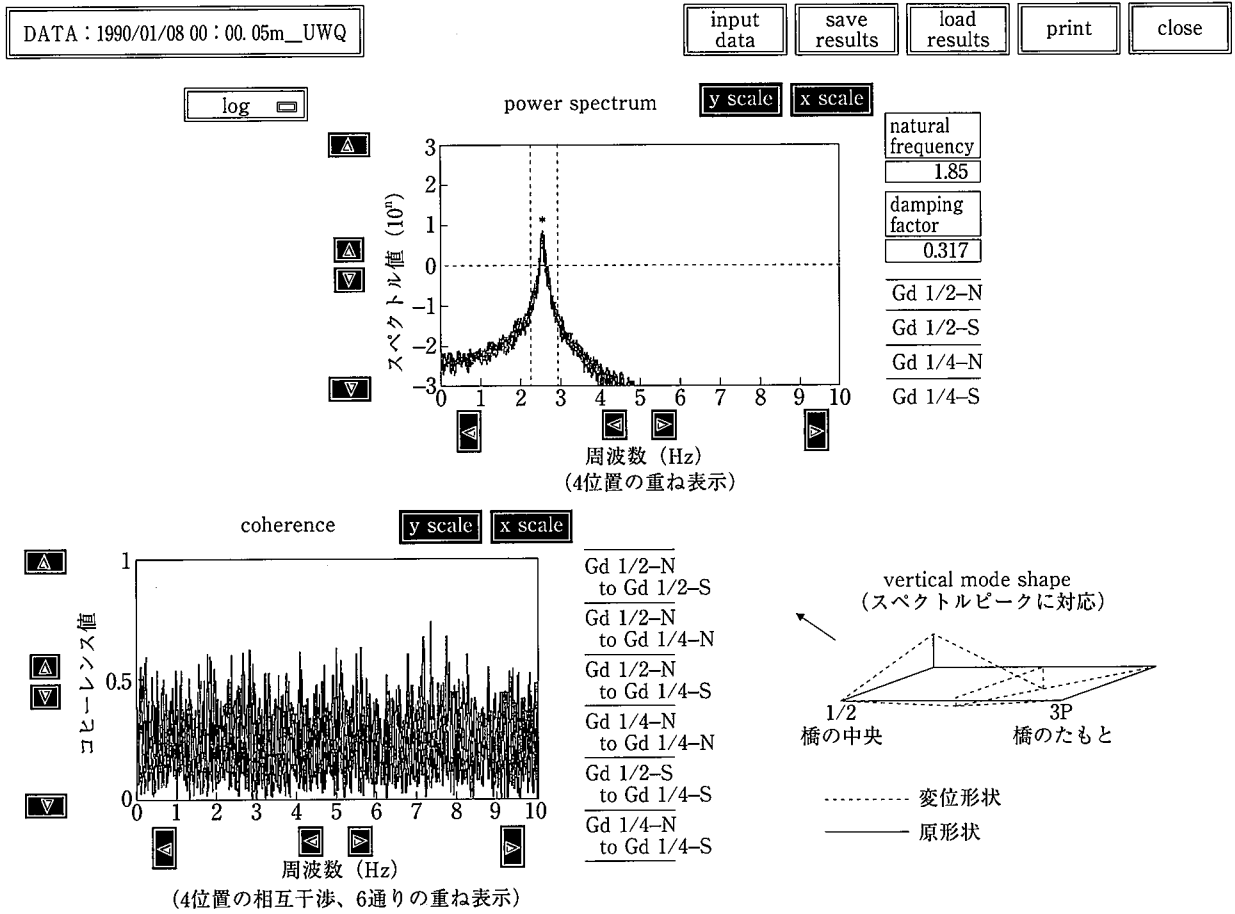 DATA：1990/01/08 00：00. 05m__UWQ
input
data
save
results
load
results
print
close
log
power spectrum
y scale
x scale
スペクトル値 (10ⁿ)
3
2
1
0
−1
−2
−3
*
0 1 2 3 4 5 6 7 8 9 10
周波数 (Hz)
(4位置の重ね表示)
natural
frequency
1.85
damping
factor
0.317
Gd 1/2−N
Gd 1/2−S
Gd 1/4−N
Gd 1/4−S
coherence
y scale
x scale
コヒーレンス値
1
0.5
0
0 1 2 3 4 5 6 7 8 9 10
周波数 (Hz)
(4位置の相互干渉、6通りの重ね表示)
Gd 1/2−N
to Gd 1/2−S
Gd 1/2−N
to Gd 1/4−N
Gd 1/2−N
to Gd 1/4−S
Gd 1/4−N
to Gd 1/4−N
Gd 1/2−S
to Gd 1/4−S
Gd 1/4−N
to Gd 1/4−S
vertical mode shape
(スペクトルピークに対応)
1/2
橋の中央
3P
橋のたもと
変位形状
原形状